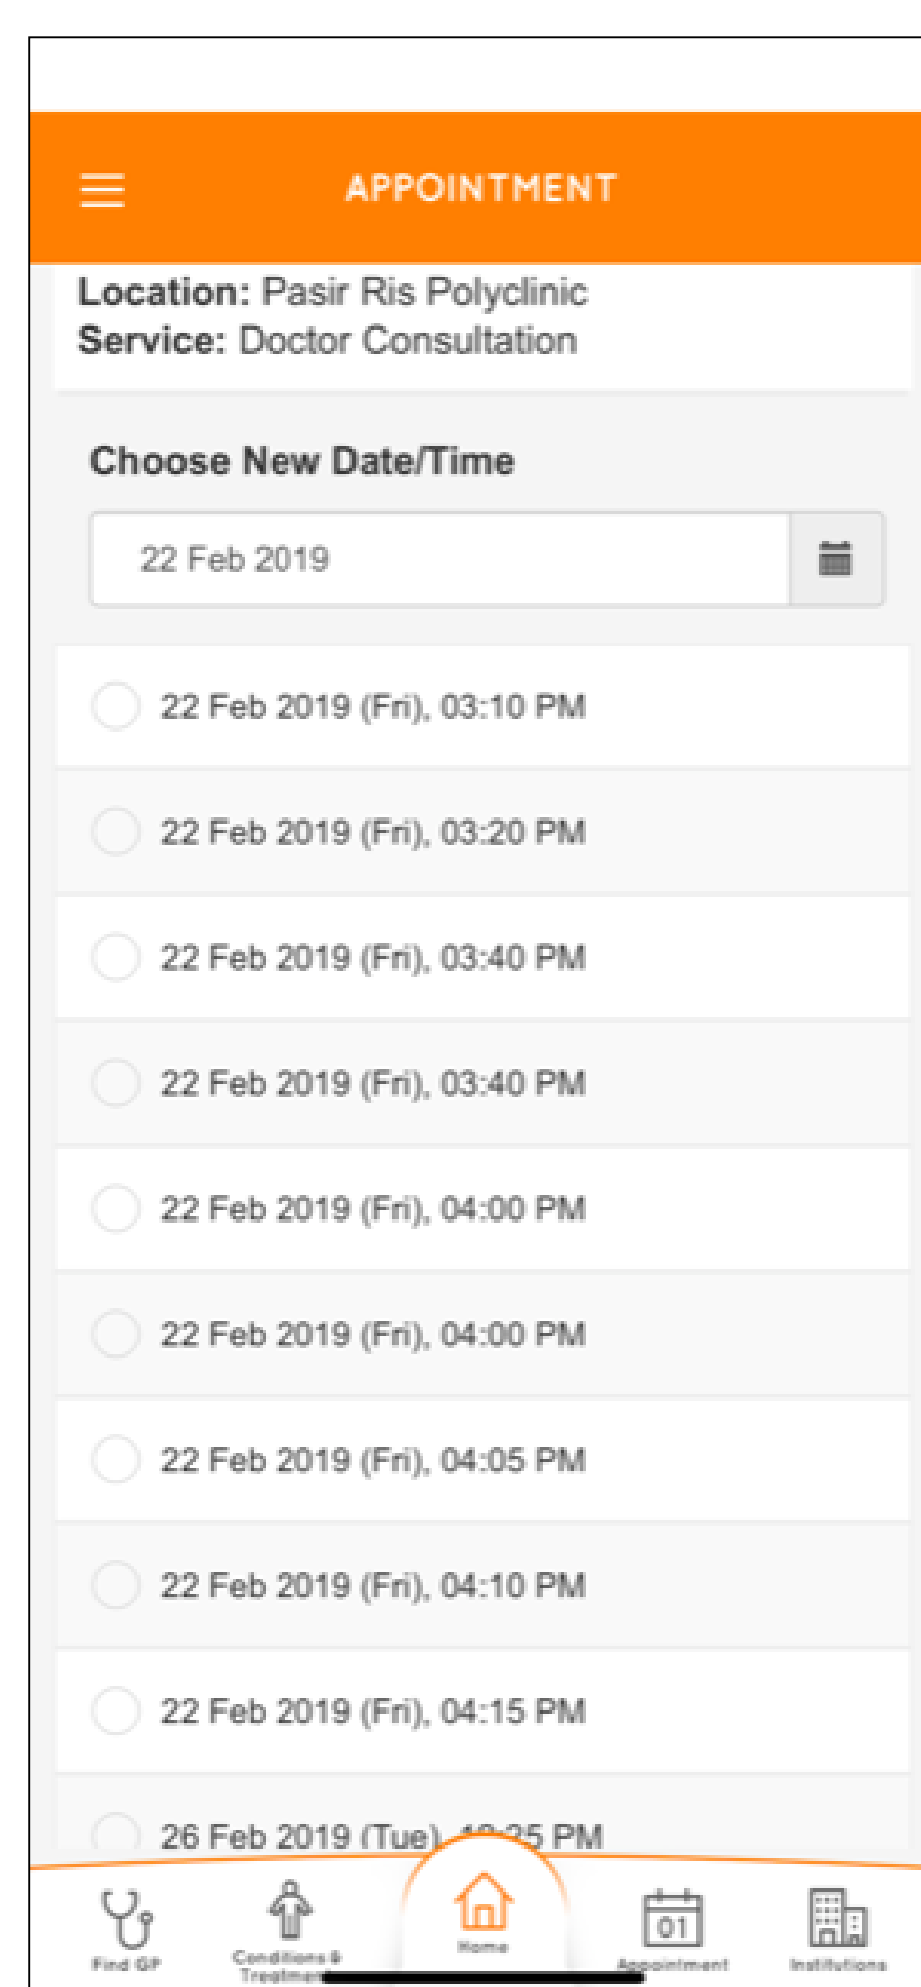 APPOINTMENT
Location: Pasir Ris Polyclinic
Service: Doctor Consultation
Choose New Date/Time
22 Feb 2019
22 Feb 2019 (Fri), 03:10 PM
22 Feb 2019 (Fri), 03:20 PM
22 Feb 2019 (Fri), 03:40 PM
22 Feb 2019 (Fri), 03:40 PM
22 Feb 2019 (Fri), 04:00 PM
22 Feb 2019 (Fri), 04:00 PM
22 Feb 2019 (Fri), 04:05 PM
22 Feb 2019 (Fri), 04:10 PM
22 Feb 2019 (Fri), 04:15 PM
26 Feb 2019 (Tue), PM
01
Find GP
Conditions &
Home
Appointment
Institutions